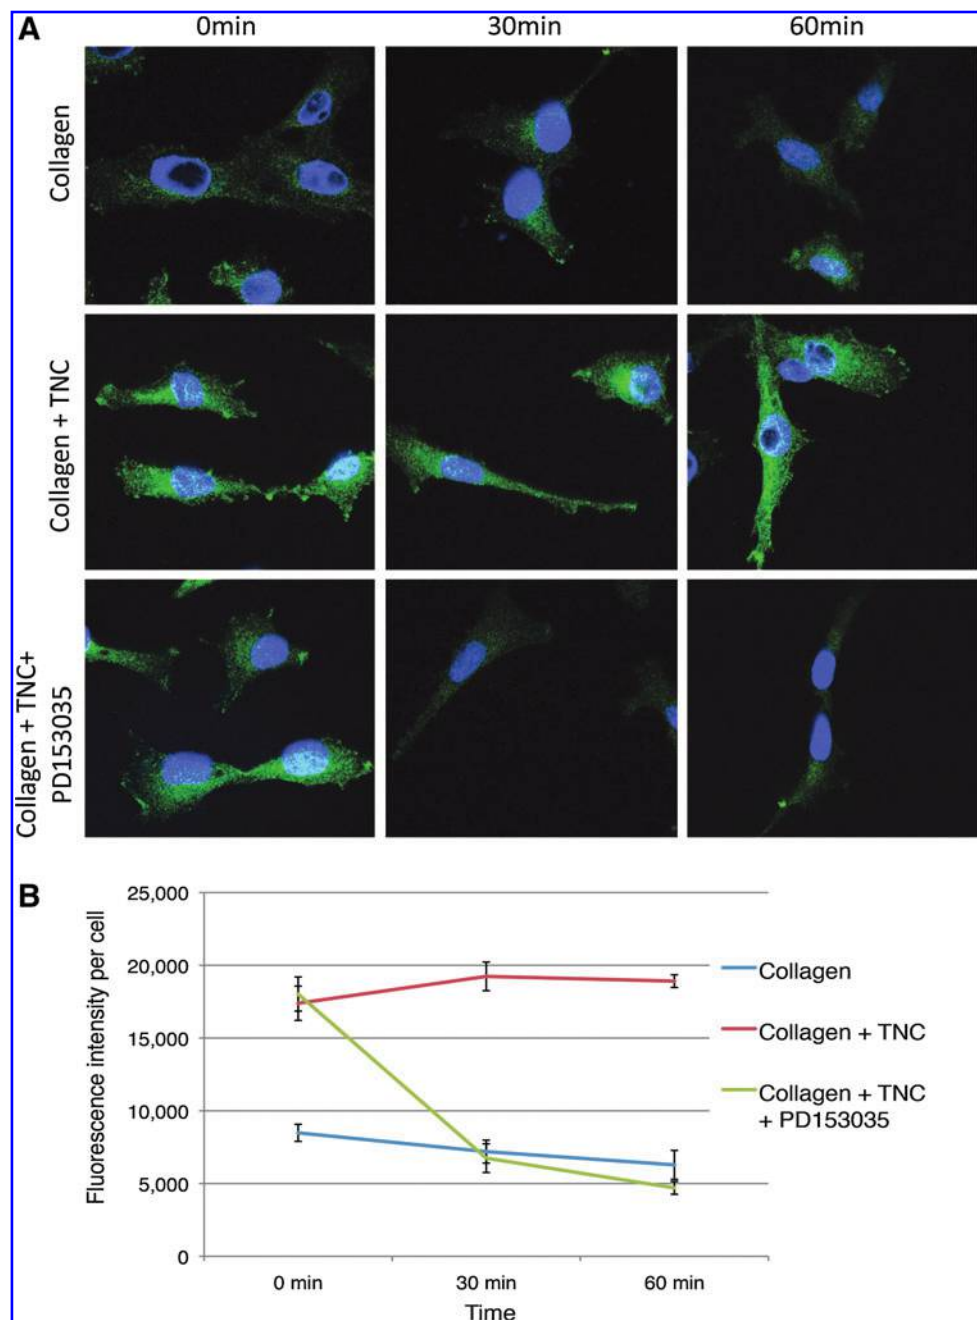 A
0min
30min
60min
Collagen
Collagen + TNC
Collagen + TNC+
PD153035
B
Fluorescence intensity per cell
25,000
20,000
15,000
10,000
5,000
0
0 min
30 min
60 min
Time
Collagen
Collagen + TNC
Collagen + TNC
+ PD153035